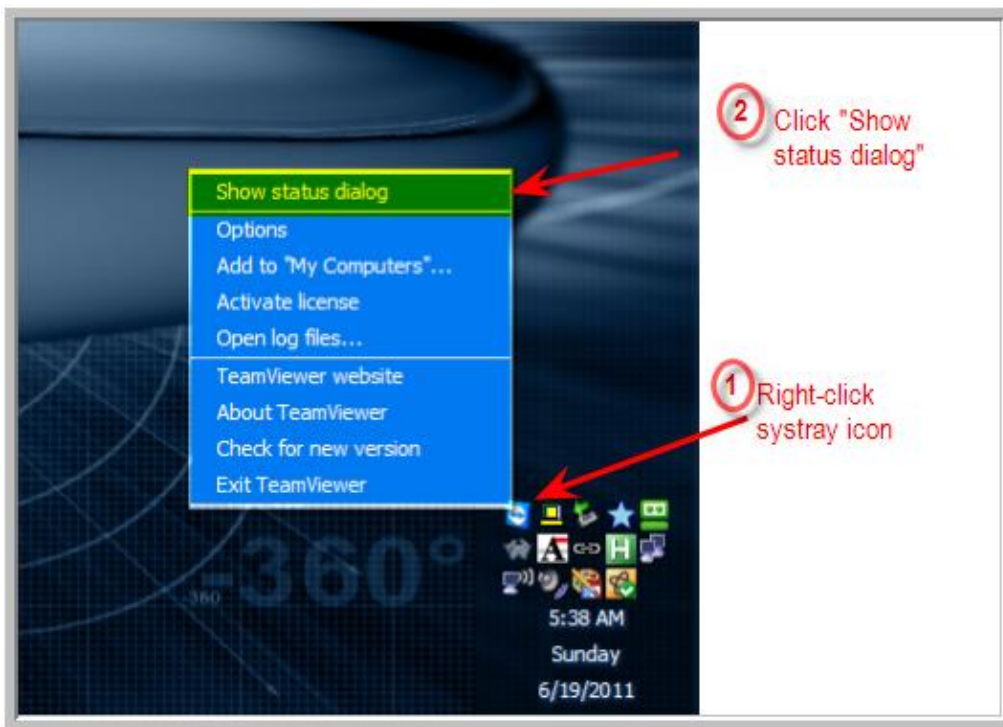 2
Click "Show
status dialog"
Show status dialog
Options
Add to "My Computers"...
Activate license
Open log files...
TeamViewer website
About TeamViewer
Check for new version
Exit TeamViewer
1
Right-click
systray icon
A
H
-360°
360
5:38 AM
Sunday
6/19/2011